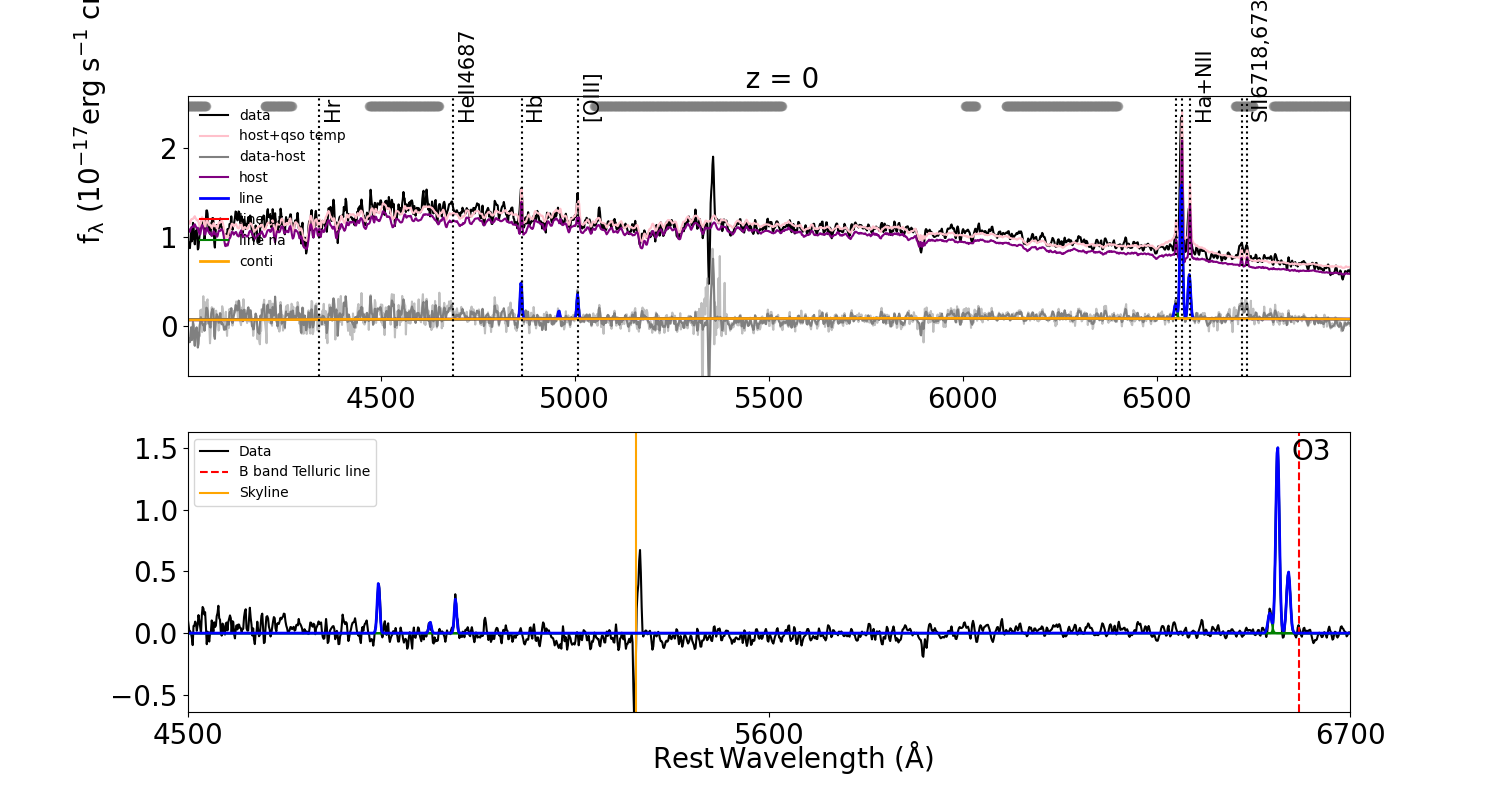 z = 0
f_λ (10^−17 erg s^−1
Hr
HeII4687
Hb
[OIII]
Ha+NII
SII6718,673
data
host+qso temp
data-host
host
line
line na
conti
2
1
0
4500 5000 5500 6000 6500
Data
B band Telluric line
Skyline
O3
1.5
1.0
0.5
0.0
−0.5
4500 5600 6700
Rest Wavelength (Å)